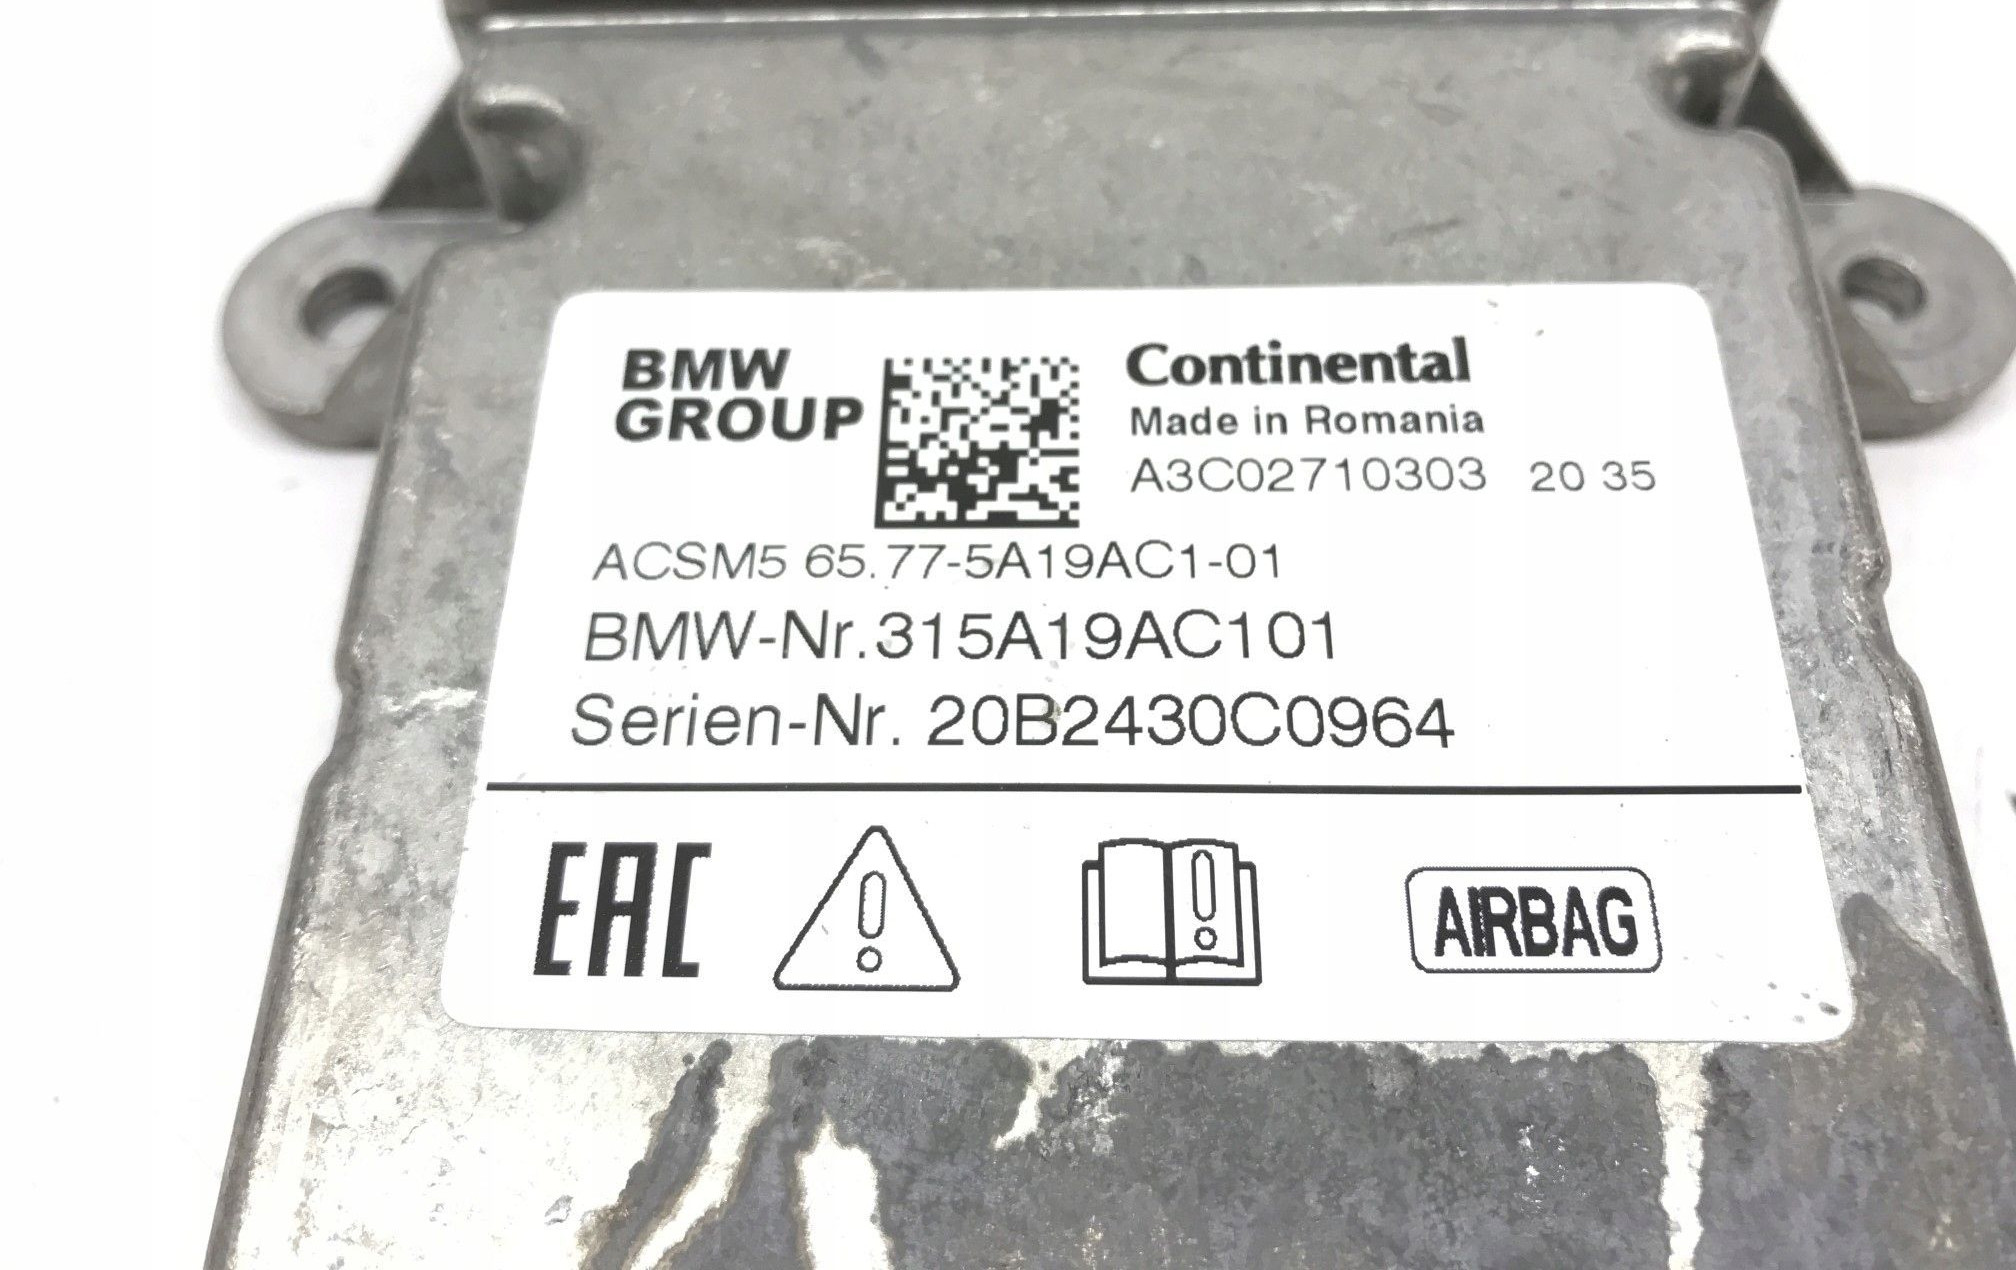 BMW
GROUP
Continental
Made in Romania
A3C02710303 20 35
ACSM5 65.77-5A19AC1-01
BMW-Nr.315A19AC101
Serien-Nr. 20B2430C0964
EAC
AIRBAG